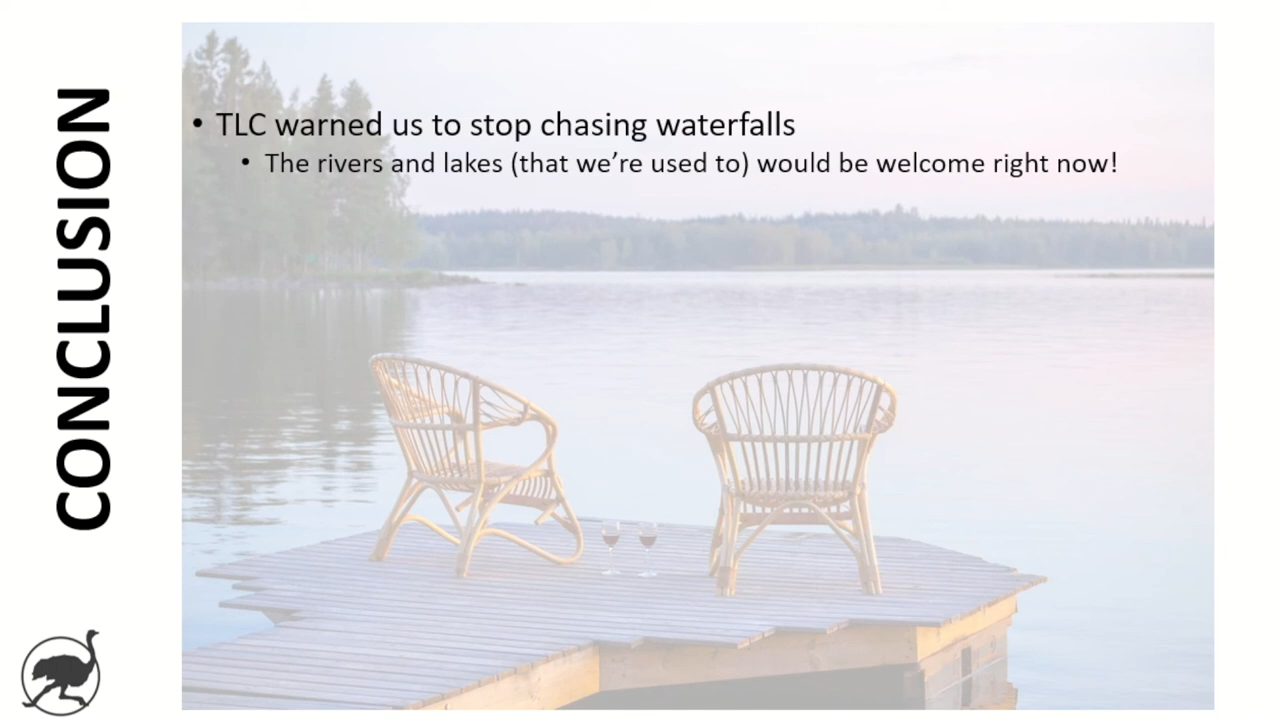 CONCLUSION
• TLC warned us to stop chasing waterfalls
• The rivers and lakes (that we’re used to) would be welcome right now!